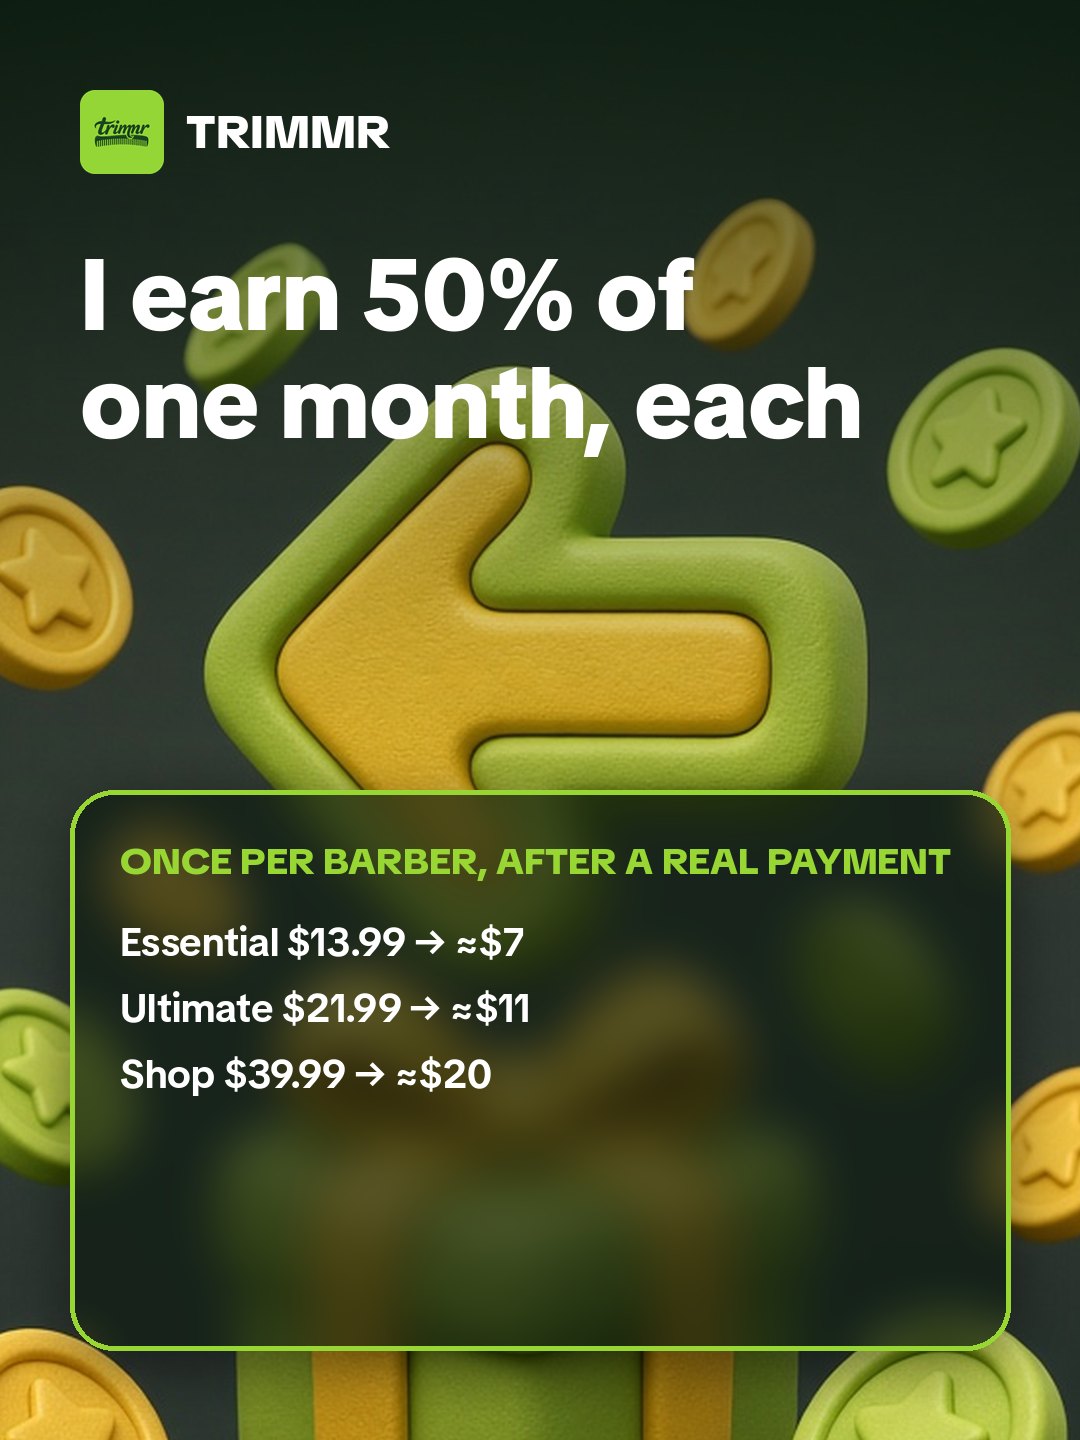 trimmr
TRIMMR
I earn 50% of
one month, each
ONCE PER BARBER, AFTER A REAL PAYMENT
Essential $13.99 → ≈$7
Ultimate $21.99 → ≈$11
Shop $39.99 → ≈$20